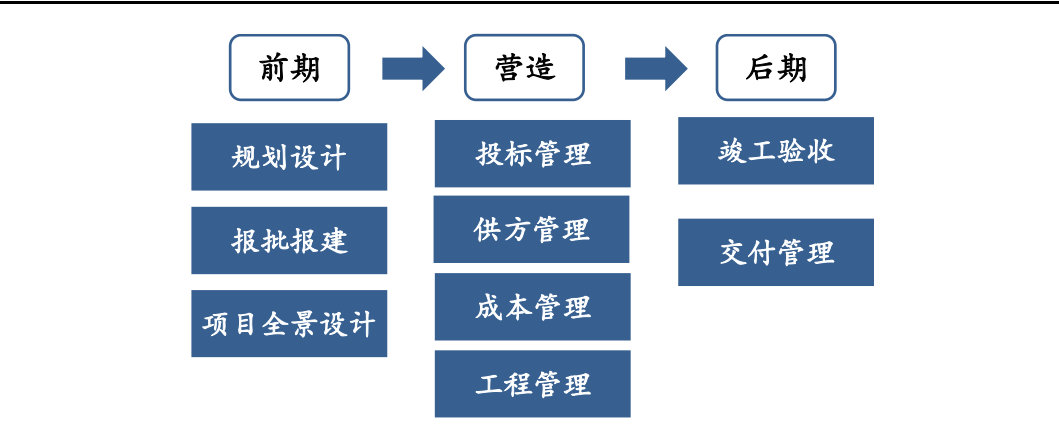 前期
营造
后期
规划设计
报批报建
项目全景设计
投标管理
供方管理
成本管理
工程管理
竣工验收
交付管理